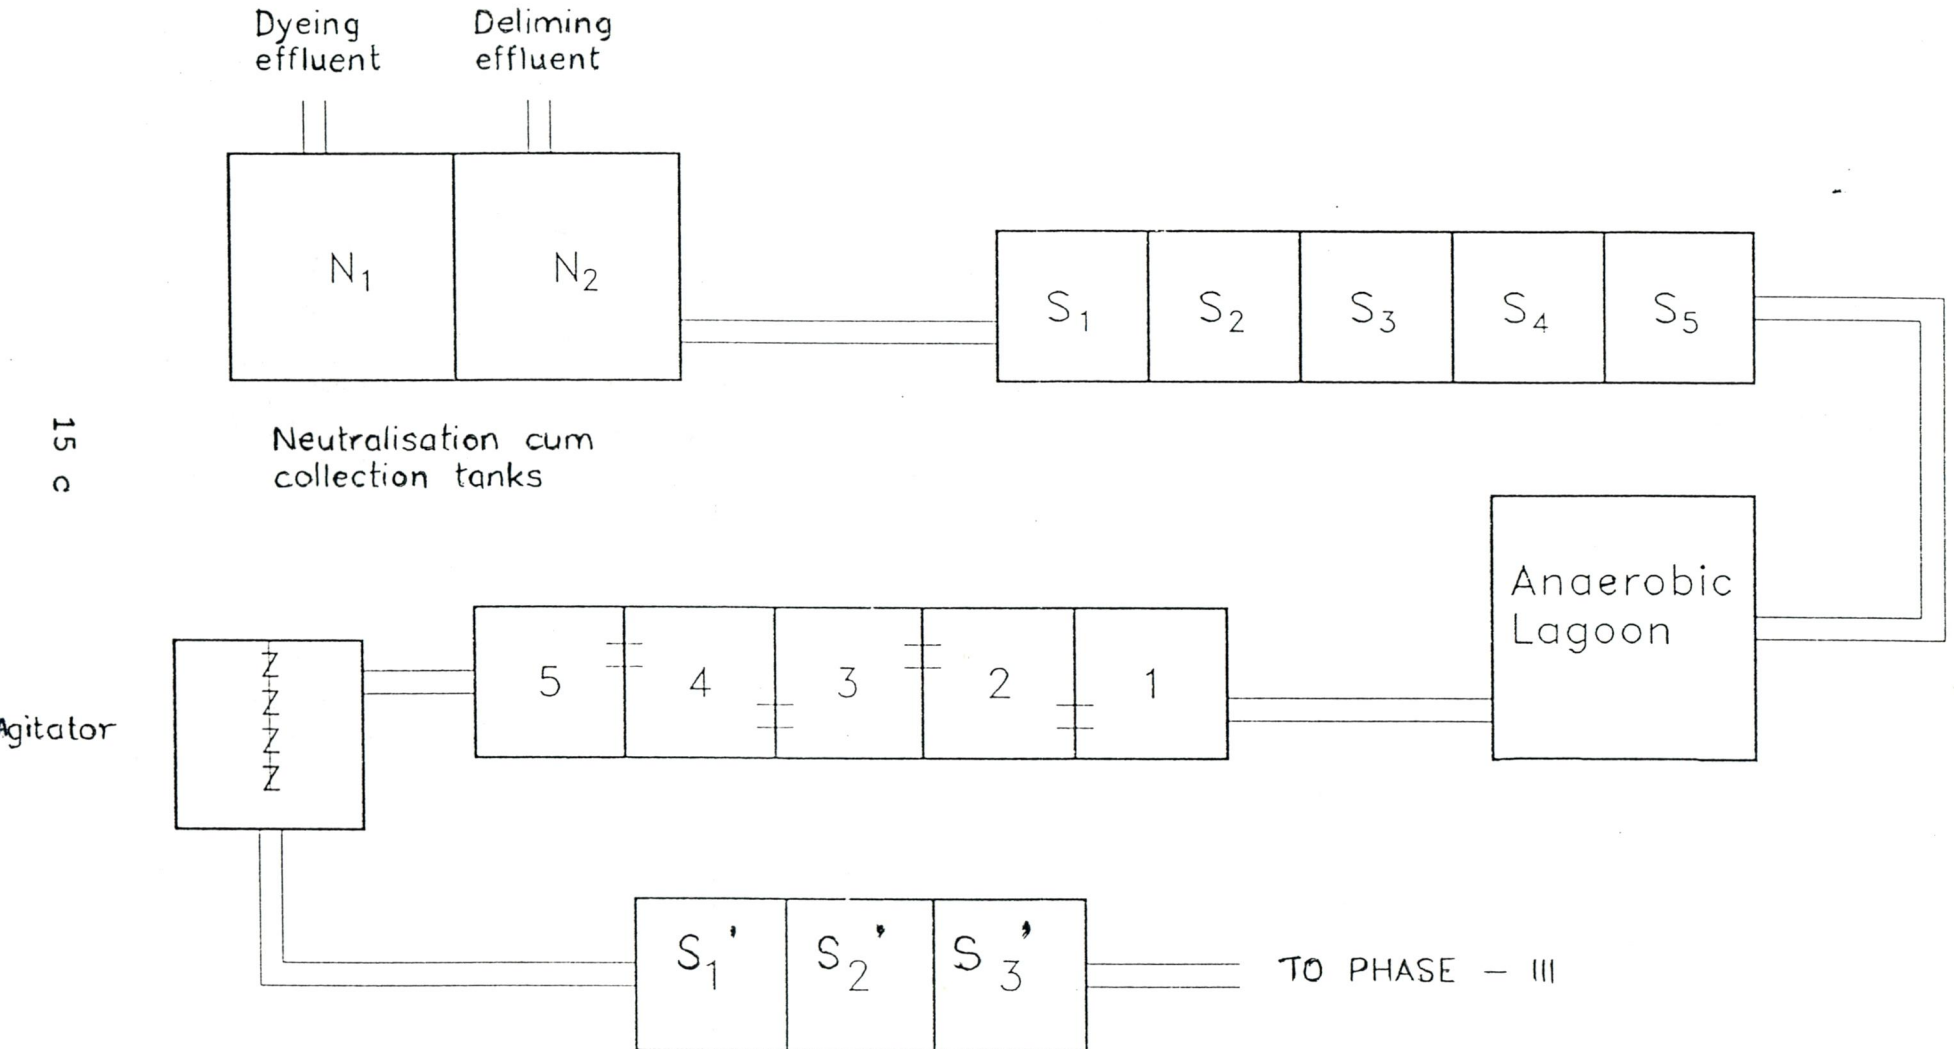 Dyeing
effluent
Deliming
effluent
N₁
N₂
S₁
S₂
S₃
S₄
S₅
15 c
Neutralisation cum
collection tanks
Anaerobic
Lagoon
5
4
3
2
1
Agitator
S₁'
S₂'
S₃'
TO PHASE – III